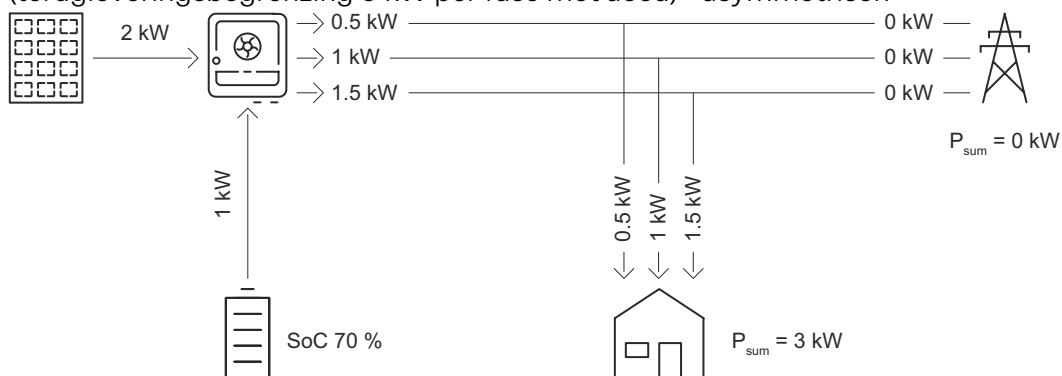 (terugleveringsbegrenzing 0 kW per fase met accu) - asymmetrisch
2 kW
0.5 kW 0 kW
1 kW 0 kW
1.5 kW 0 kW
P_sum = 0 kW
1 kW
0.5 kW
1 kW
1.5 kW
SoC 70 %
P_sum = 3 kW